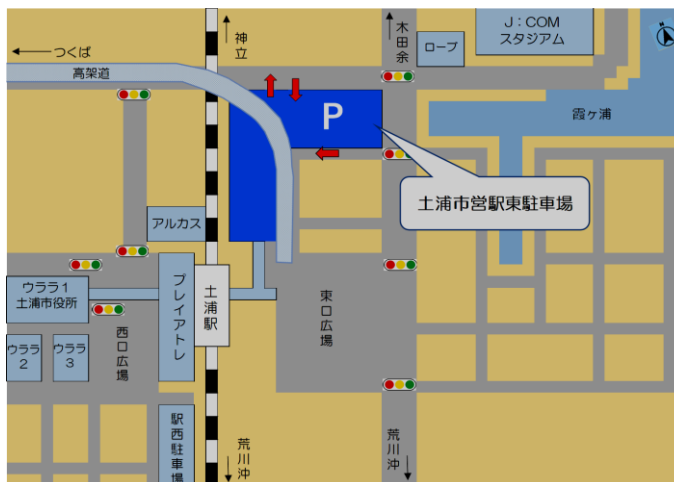 つくば
神立
木田余
ロープ
J：COM
スタジアム
高架道
P
霞ヶ浦
土浦市営駅東駐車場
アルカス
ウララ１
土浦市役所
プレイアトレ
土浦駅
東口広場
西口広場
ウララ
2
ウララ
3
駅西駐車場
荒川沖
荒川沖